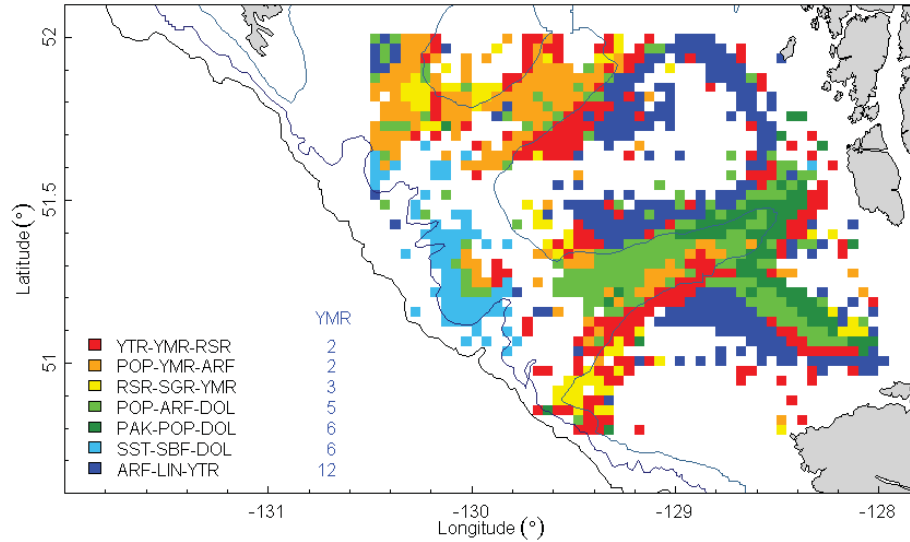 52
51.5
51
Latitude (°)
YMR
YTR-YMR-RSR 2
POP-YMR-ARF 2
RSR-SGR-YMR 3
POP-ARF-DOL 5
PAK-POP-DOL 6
SST-SBF-DOL 6
ARF-LIN-YTR 12
-131 -130 -129 -128
Longitude (°)